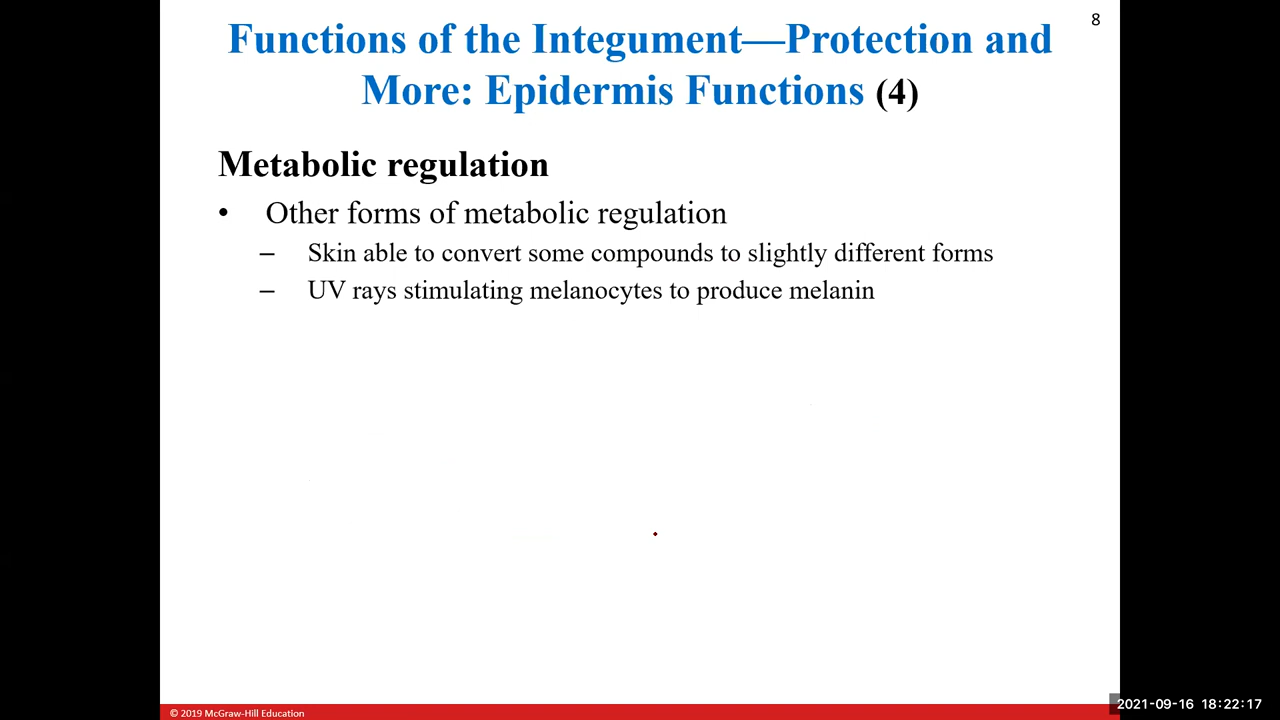 8
Functions of the Integument—Protection and
More: Epidermis Functions (4)
Metabolic regulation
• Other forms of metabolic regulation
– Skin able to convert some compounds to slightly different forms
– UV rays stimulating melanocytes to produce melanin
© 2019 McGraw-Hill Education
2021-09-16 18:22:17